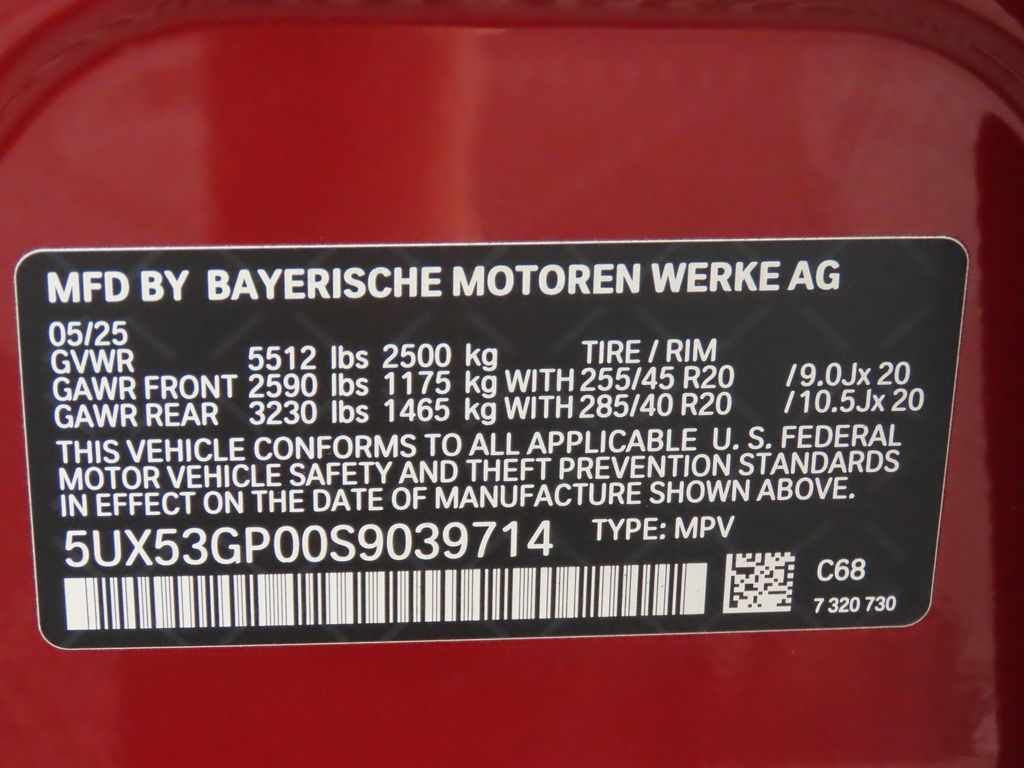 MFD BY BAYERISCHE MOTOREN WERKE AG
05/25
GVWR 5512 lbs 2500 kg TIRE / RIM
GAWR FRONT 2590 lbs 1175 kg WITH 255/45 R20 /9.0Jx 20
GAWR REAR 3230 lbs 1465 kg WITH 285/40 R20 /10.5Jx 20
THIS VEHICLE CONFORMS TO ALL APPLICABLE U. S. FEDERAL
MOTOR VEHICLE SAFETY AND THEFT PREVENTION STANDARDS
IN EFFECT ON THE DATE OF MANUFACTURE SHOWN ABOVE.
5UX53GP00S9039714 TYPE: MPV
C68
7 320 730